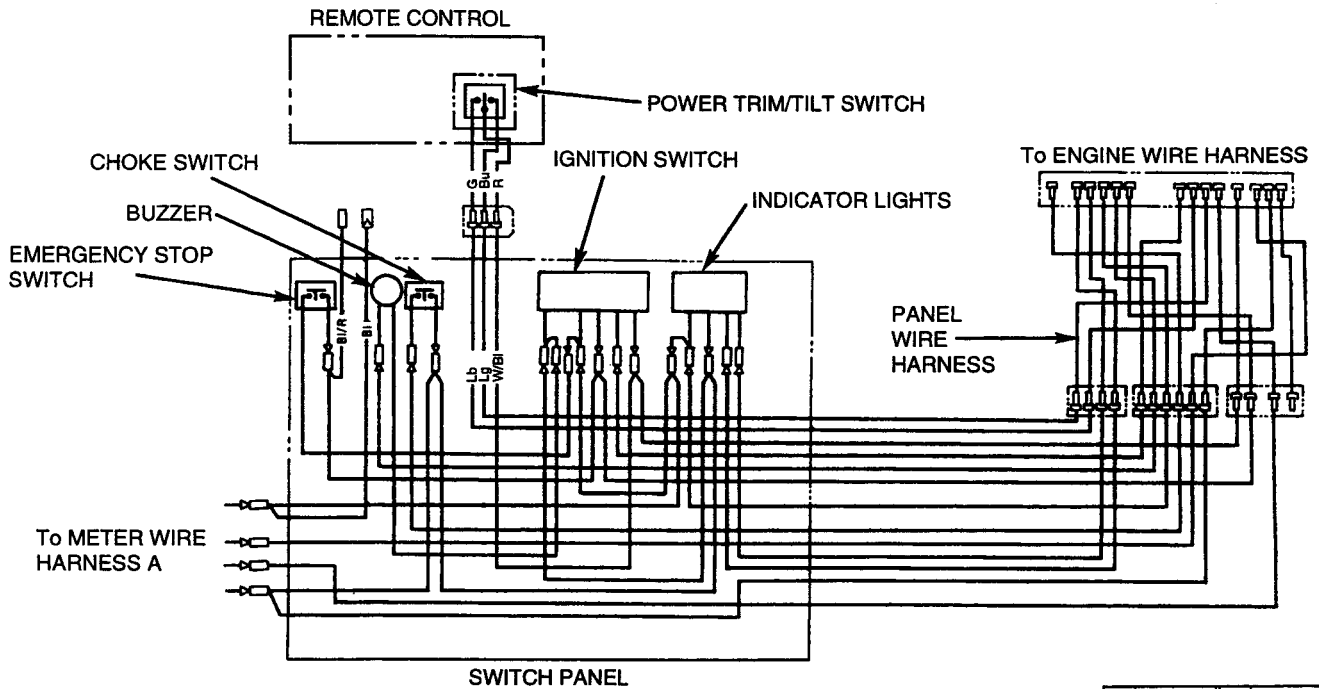 REMOTE CONTROL
POWER TRIM/TILT SWITCH
CHOKE SWITCH
IGNITION SWITCH
To ENGINE WIRE HARNESS
BUZZER
INDICATOR LIGHTS
EMERGENCY STOP
SWITCH
G
Bu
R
Bl/R
Bl
PANEL
WIRE
HARNESS
Lb
Lg
W/Bl
To METER WIRE
HARNESS A
SWITCH PANEL